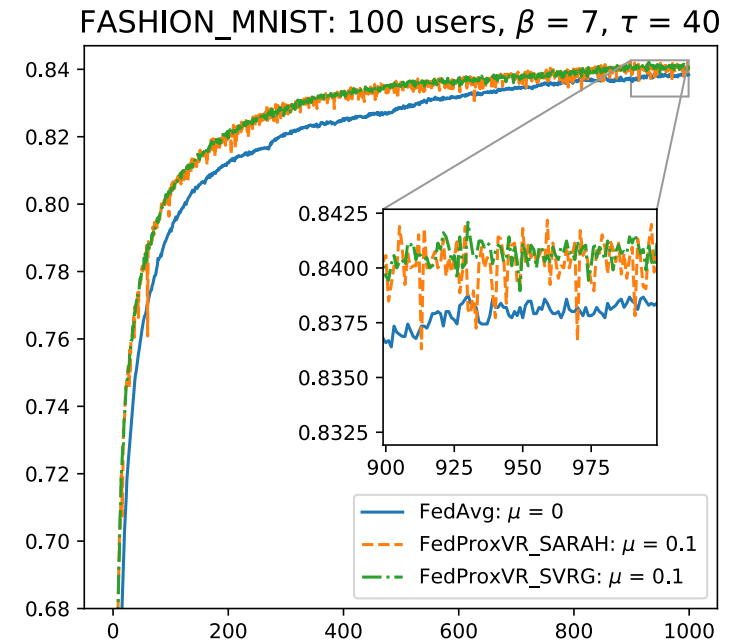 FASHION_MNIST: 100 users, β = 7, τ = 40
0.84
0.82
0.80
0.78
0.76
0.74
0.72
0.70
0.68
0.8425
0.8400
0.8375
0.8350
0.8325
900 925 950 975
FedAvg: μ = 0
FedProxVR_SARAH: μ = 0.1
FedProxVR_SVRG: μ = 0.1
0 200 400 600 800 1000